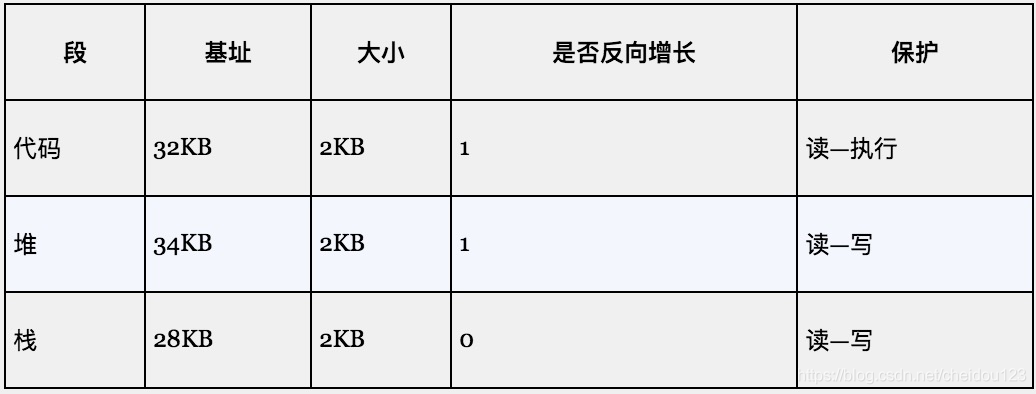 段 基址 大小 是否反向增长 保护
代码 32KB 2KB 1 读—执行
堆 34KB 2KB 1 读—写
栈 28KB 2KB 0 读—写
https://blog.csdn.net/cheidou123